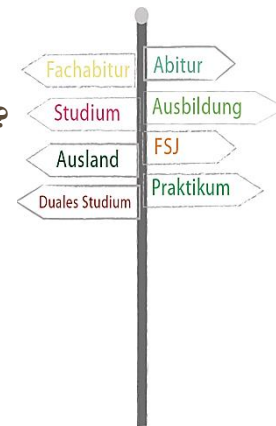 Fachabitur
Abitur
Studium
Ausbildung
Ausland
FSJ
Duales Studium
Praktikum
?